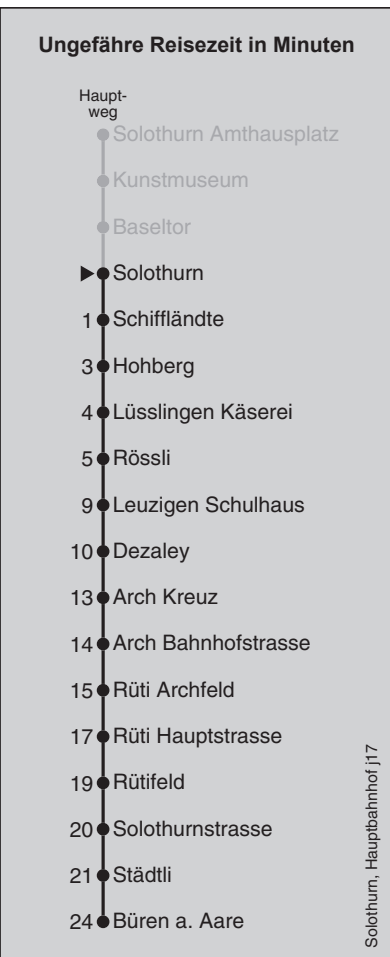 Ungefähre Reisezeit in Minuten
Haupt-
weg
Solothurn Amthausplatz
Kunstmuseum
Baseltor
Solothurn
1 Schiffländte
3 Hohberg
4 Lüsslingen Käserei
5 Rössli
9 Leuzigen Schulhaus
10 Dezaley
13 Arch Kreuz
14 Arch Bahnhofstrasse
15 Rüti Archfeld
17 Rüti Hauptstrasse
19 Rütifeld
20 Solothurnstrasse
21 Städtli
24 Büren a. Aare
Solothurn, Hauptbahnhof j17